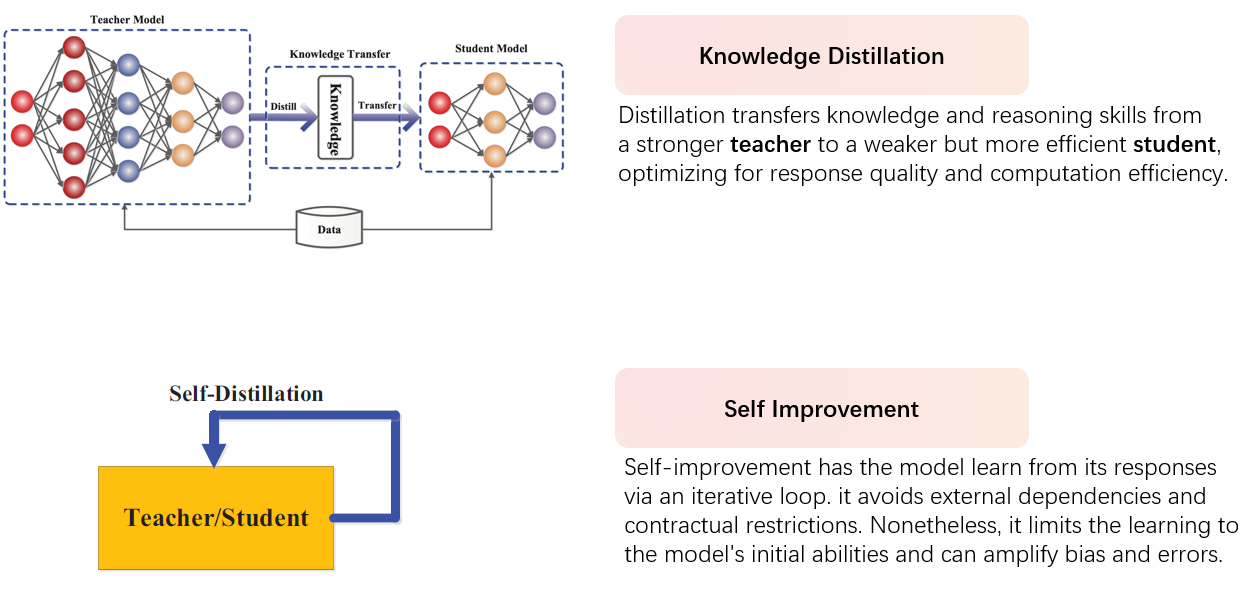 Teacher Model
Knowledge Transfer
Student Model
Distill
Knowledge
Transfer
Data
Knowledge Distillation
Distillation transfers knowledge and reasoning skills from
a stronger teacher to a weaker but more efficient student,
optimizing for response quality and computation efficiency.
Self-Distillation
Teacher/Student
Self Improvement
Self-improvement has the model learn from its responses
via an iterative loop. it avoids external dependencies and
contractual restrictions. Nonetheless, it limits the learning to
the model's initial abilities and can amplify bias and errors.